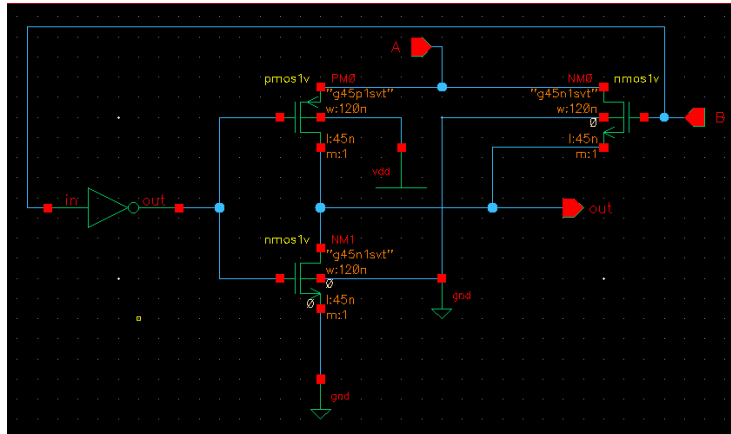 A
pmos1v
PM0
"g45p1svt"
w:120n
l:45n
m:1
NM0
nmos1v
"g45n1svt"
w:120n
0
l:45n
m:1
B
vdd
in
out
out
nmos1v
NM1
"g45n1svt"
w:120n
0
0
l:45n
m:1
gnd
gnd